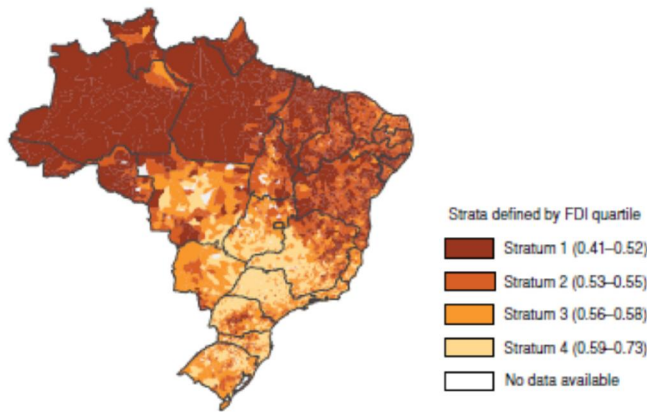 Strata defined by FDI quartile
Stratum 1 (0.41–0.52)
Stratum 2 (0.53–0.55)
Stratum 3 (0.56–0.58)
Stratum 4 (0.59–0.73)
No data available